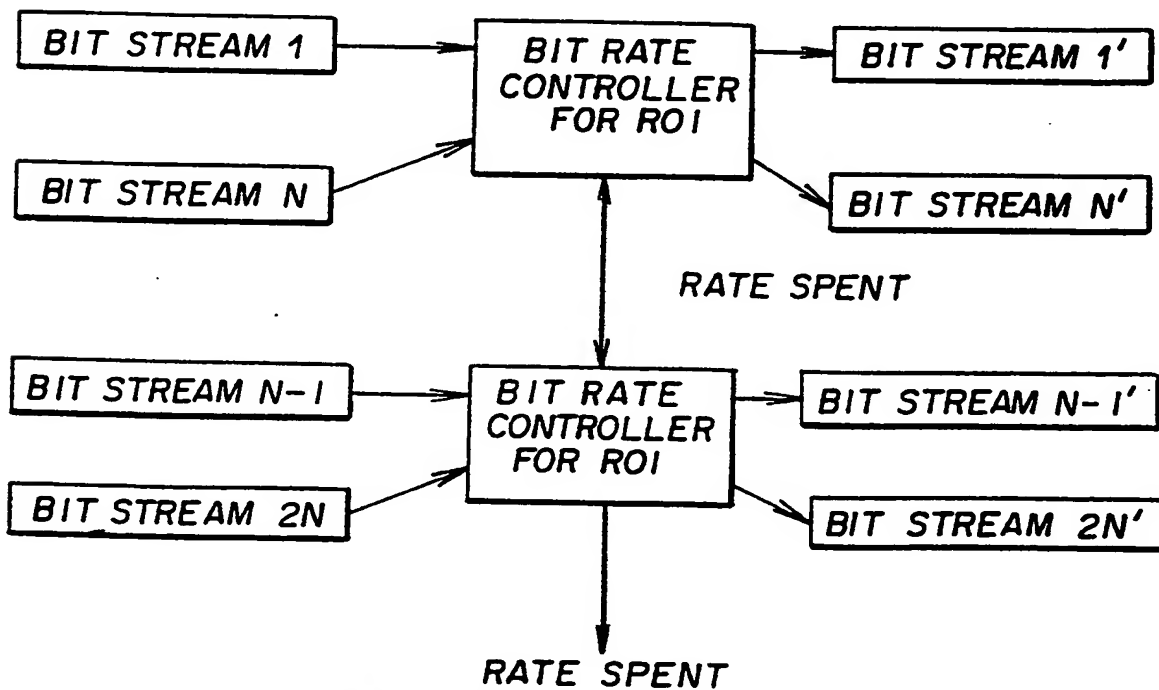 BIT STREAM 1
BIT RATE
CONTROLLER
FOR ROI
BIT STREAM 1'
BIT STREAM N
BIT STREAM N'
RATE SPENT
BIT STREAM N-1
BIT RATE
CONTROLLER
FOR ROI
BIT STREAM N-1'
BIT STREAM 2N
BIT STREAM 2N'
RATE SPENT